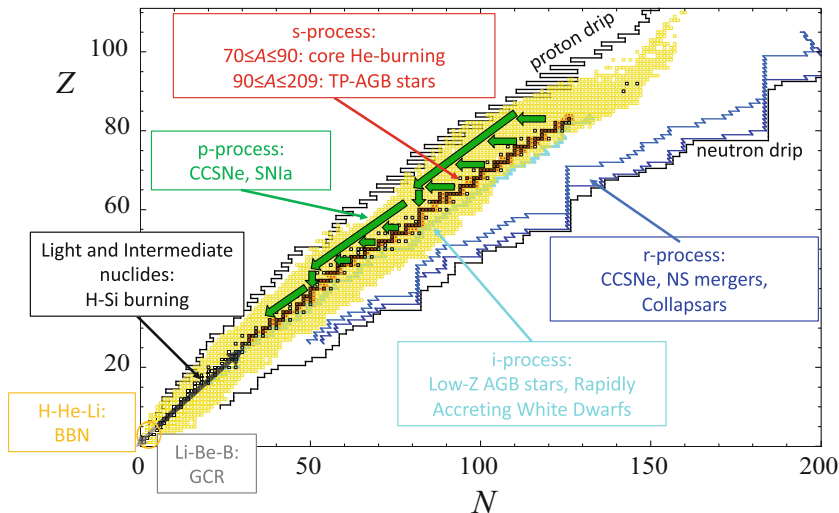 s-process:
70≤A≤90: core He-burning
90≤A≤209: TP-AGB stars
proton drip
100
Z
80
p-process:
CCSNe, SNIa
neutron drip
60
Light and Intermediate
nuclides:
H-Si burning
r-process:
CCSNe, NS mergers,
Collapsars
40
20
i-process:
Low-Z AGB stars, Rapidly
Accreting White Dwarfs
H-He-Li:
BBN
Li-Be-B:
GCR
0
50
100
150
200
N